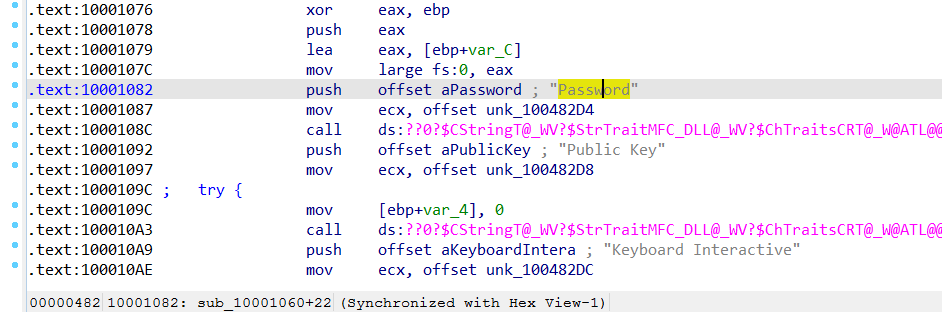 .text:10001076 xor eax, ebp
.text:10001078 push eax
.text:10001079 lea eax, [ebp+var_C]
.text:1000107C mov large fs:0, eax
.text:10001082 push offset aPassword ; "Password"
.text:10001087 mov ecx, offset unk_100482D4
.text:1000108C call ds:??0?$CStringT@_WV?$StrTraitMFC_DLL@_WV?$ChTraitsCRT@_W@ATL@@
.text:10001092 push offset aPublicKey ; "Public Key"
.text:10001097 mov ecx, offset unk_100482D8
.text:1000109C ; try {
.text:1000109C mov [ebp+var_4], 0
.text:100010A3 call ds:??0?$CStringT@_WV?$StrTraitMFC_DLL@_WV?$ChTraitsCRT@_W@ATL@@
.text:100010A9 push offset aKeyboardIntera ; "Keyboard Interactive"
.text:100010AE mov ecx, offset unk_100482DC
00000482 10001082: sub_10001060+22 (Synchronized with Hex View-1)